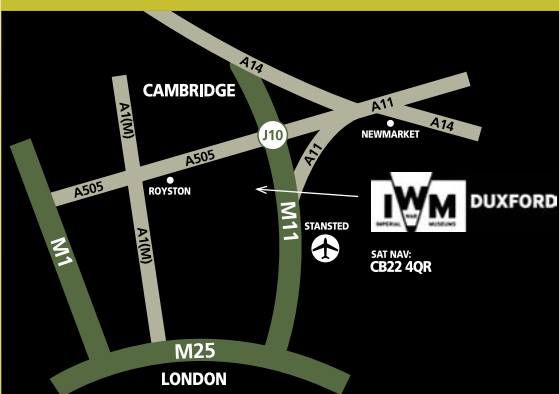 A14
CAMBRIDGE
A1(M)
A11
A14
NEWMARKET
J10
A505
A11
A505
ROYSTON
IWM
IMPERIAL WAR MUSEUMS
DUXFORD
M11
STANSTED
M1
A1(M)
SAT NAV:
CB22 4QR
M25
LONDON